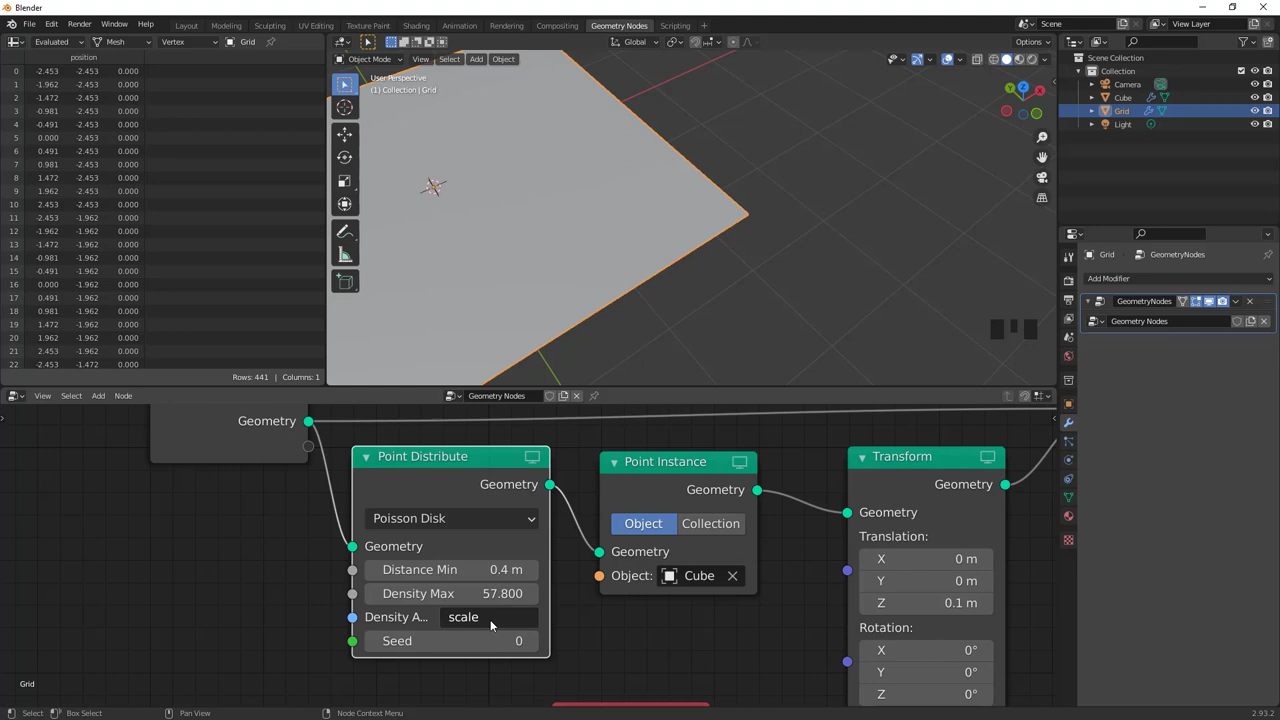 Blender
File Edit Render Window Help Layout Modeling Sculpting UV Editing Texture Paint Shading Animation Rendering Compositing Geometry Nodes Scripting + Scene View Layer
Evaluated Mesh Vertex Grid Global Options
position
0 -2.453 -2.453 0.000
1 -1.962 -2.453 0.000
2 -1.472 -2.453 0.000
3 -0.981 -2.453 0.000
4 -0.491 -2.453 0.000
5 0.000 -2.453 0.000
6 0.491 -2.453 0.000
7 0.981 -2.453 0.000
8 1.472 -2.453 0.000
9 1.962 -2.453 0.000
10 2.453 -2.453 0.000
11 -2.453 -1.962 0.000
12 -1.962 -1.962 0.000
13 -1.472 -1.962 0.000
14 -0.981 -1.962 0.000
15 -0.491 -1.962 0.000
16 0.000 -1.962 0.000
17 0.491 -1.962 0.000
18 0.981 -1.962 0.000
19 1.472 -1.962 0.000
20 1.962 -1.962 0.000
21 2.453 -1.962 0.000
22 -2.453 -1.472 0.000
Rows: 441 | Columns: 1
Object Mode View Select Add Object
User Perspective
(1) Collection | Grid
X
Y
Z
Scene Collection
Collection
Camera
Cube
Grid
Light
Grid GeometryNodes
Add Modifier
GeometryNodes
Geometry Nodes
View Select Add Node Geometry Nodes
Geometry
Point Distribute
Geometry
Poisson Disk
Geometry
Distance Min 0.4 m
Density Max 57.800
Density A... scale
Seed 0
Point Instance
Geometry
Object Collection
Geometry
Object: Cube
Transform
Geometry
Geometry
Translation:
X 0 m
Y 0 m
Z 0.1 m
Rotation:
X 0°
Y 0°
Z 0°
Grid
Select Box Select Pan View Node Context Menu 2.93.2